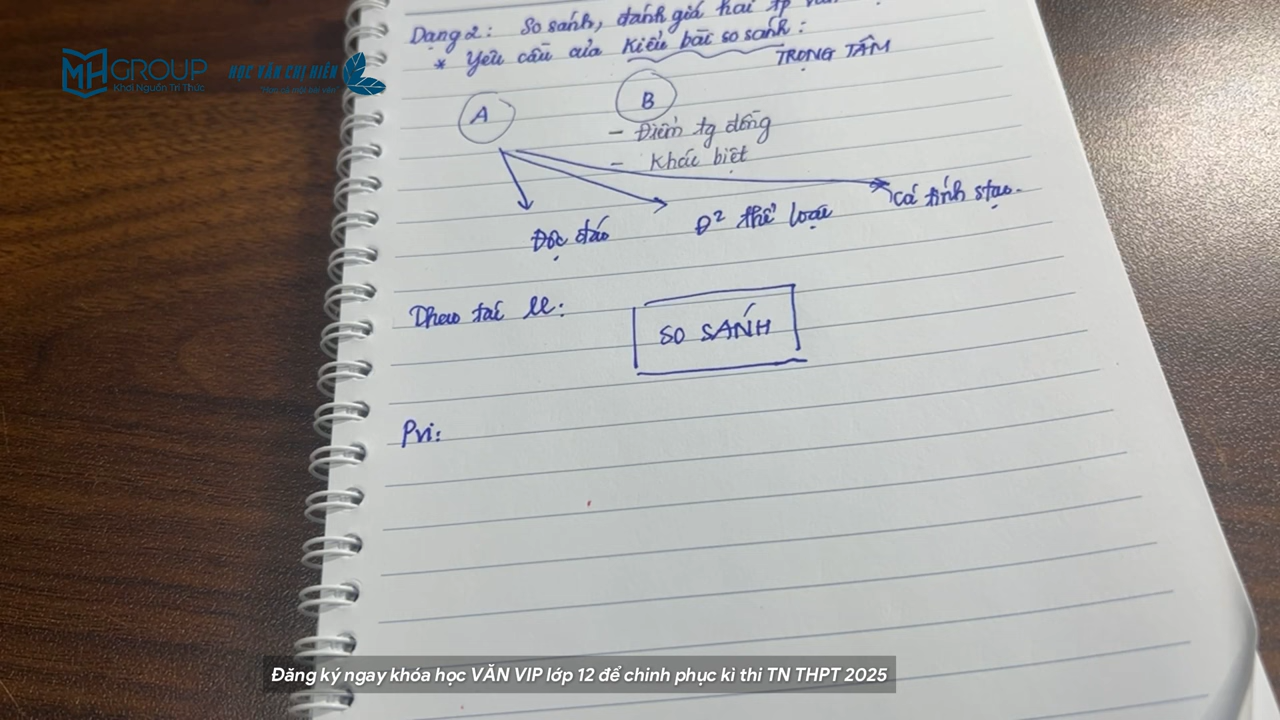 Dạng 2: So sánh, đánh giá hai tp
* Yêu cầu của kiểu bài so sánh:
TRỌNG TÂM
MH GROUP
Khơi Nguồn Tri Thức
HỌC VĂN CHỊ HIÊN
A
B
- Điểm tg đồng
- Khác biệt
Độc đáo
Đ² thể loại
cá tính stạo.
Theo tài ll:
SO SÁNH
Pvi:
Đăng ký ngay khóa học VĂN VIP lớp 12 để chinh phục kì thi TN THPT 2025